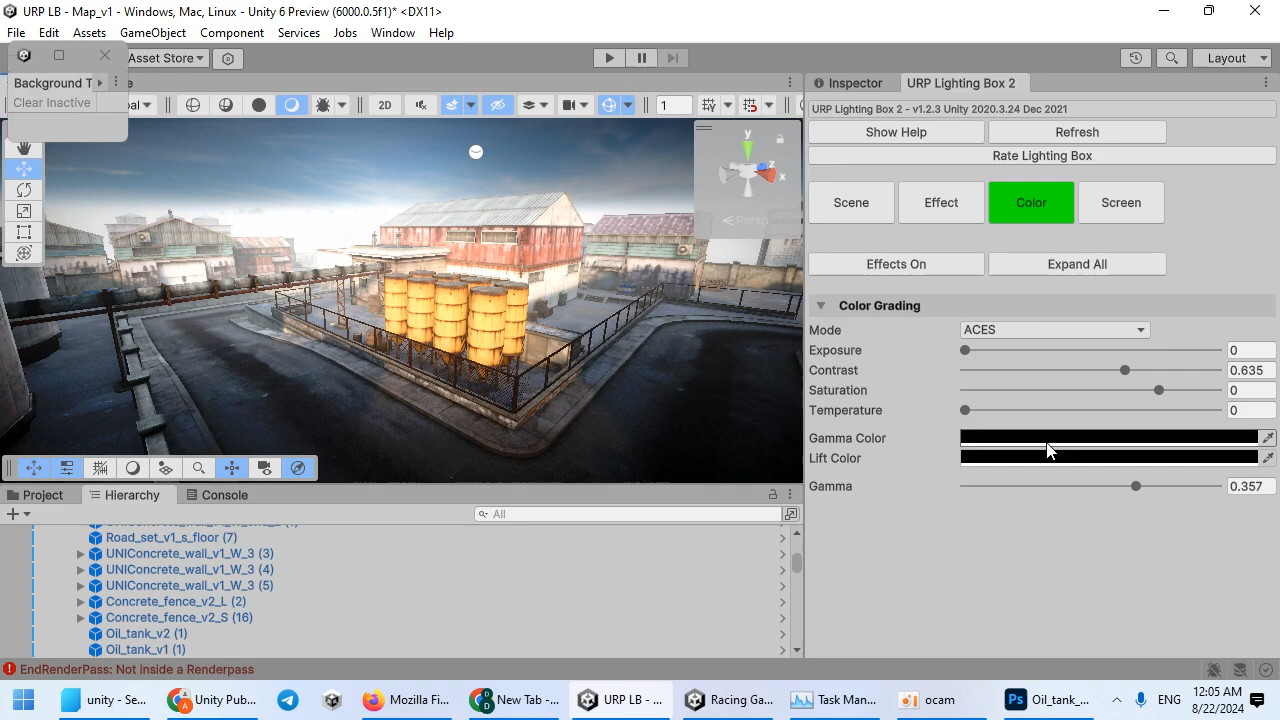 URP LB - Map_v1 - Windows, Mac, Linux - Unity 6 Preview (6000.0.5f1)* <DX11>
File Edit Assets GameObject Component Services Jobs Window Help
Asset Store Layout
Background T
Clear Inactive
Inspector URP Lighting Box 2
2D 1
URP Lighting Box 2 - v1.2.3 Unity 2020.3.24 Dec 2021
Show Help Refresh
Rate Lighting Box
y
z
x
Persp
Scene Effect Color Screen
Effects On Expand All
Color Grading
Mode ACES
Exposure 0
Contrast 0.635
Saturation 0
Temperature 0
Gamma Color
Lift Color
Gamma 0.357
Project Hierarchy Console
All
Road_set_v1_s_floor (7)
UNIConcrete_wall_v1_W_3 (3)
UNIConcrete_wall_v1_W_3 (4)
UNIConcrete_wall_v1_W_3 (5)
Concrete_fence_v2_L (2)
Concrete_fence_v2_S (16)
Oil_tank_v2 (1)
Oil_tank_v1 (1)
EndRenderPass: Not inside a Renderpass
unity - Se... Unity Pub... Mozilla Fi... New Tab -... URP LB - ... Racing Ga... Task Man... ocam Oil_tank_... ENG 12:05 AM
8/22/2024